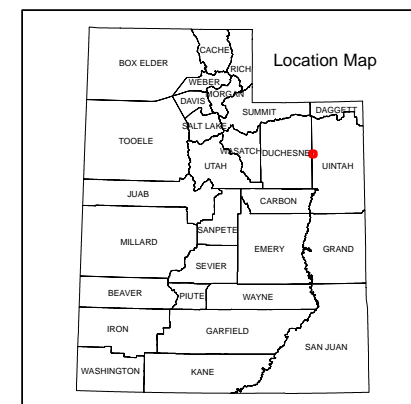 Location Map
CACHE
BOX ELDER
RICH
WEBER
MORGAN
DAVIS
SUMMIT
DAGGETT
SALT LAKE
TOOELE
WASATCH
DUCHESNE
UINTAH
UTAH
JUAB
CARBON
SANPETE
MILLARD
EMERY
GRAND
SEVIER
BEAVER
PIUTE
WAYNE
IRON
GARFIELD
SAN JUAN
WASHINGTON
KANE